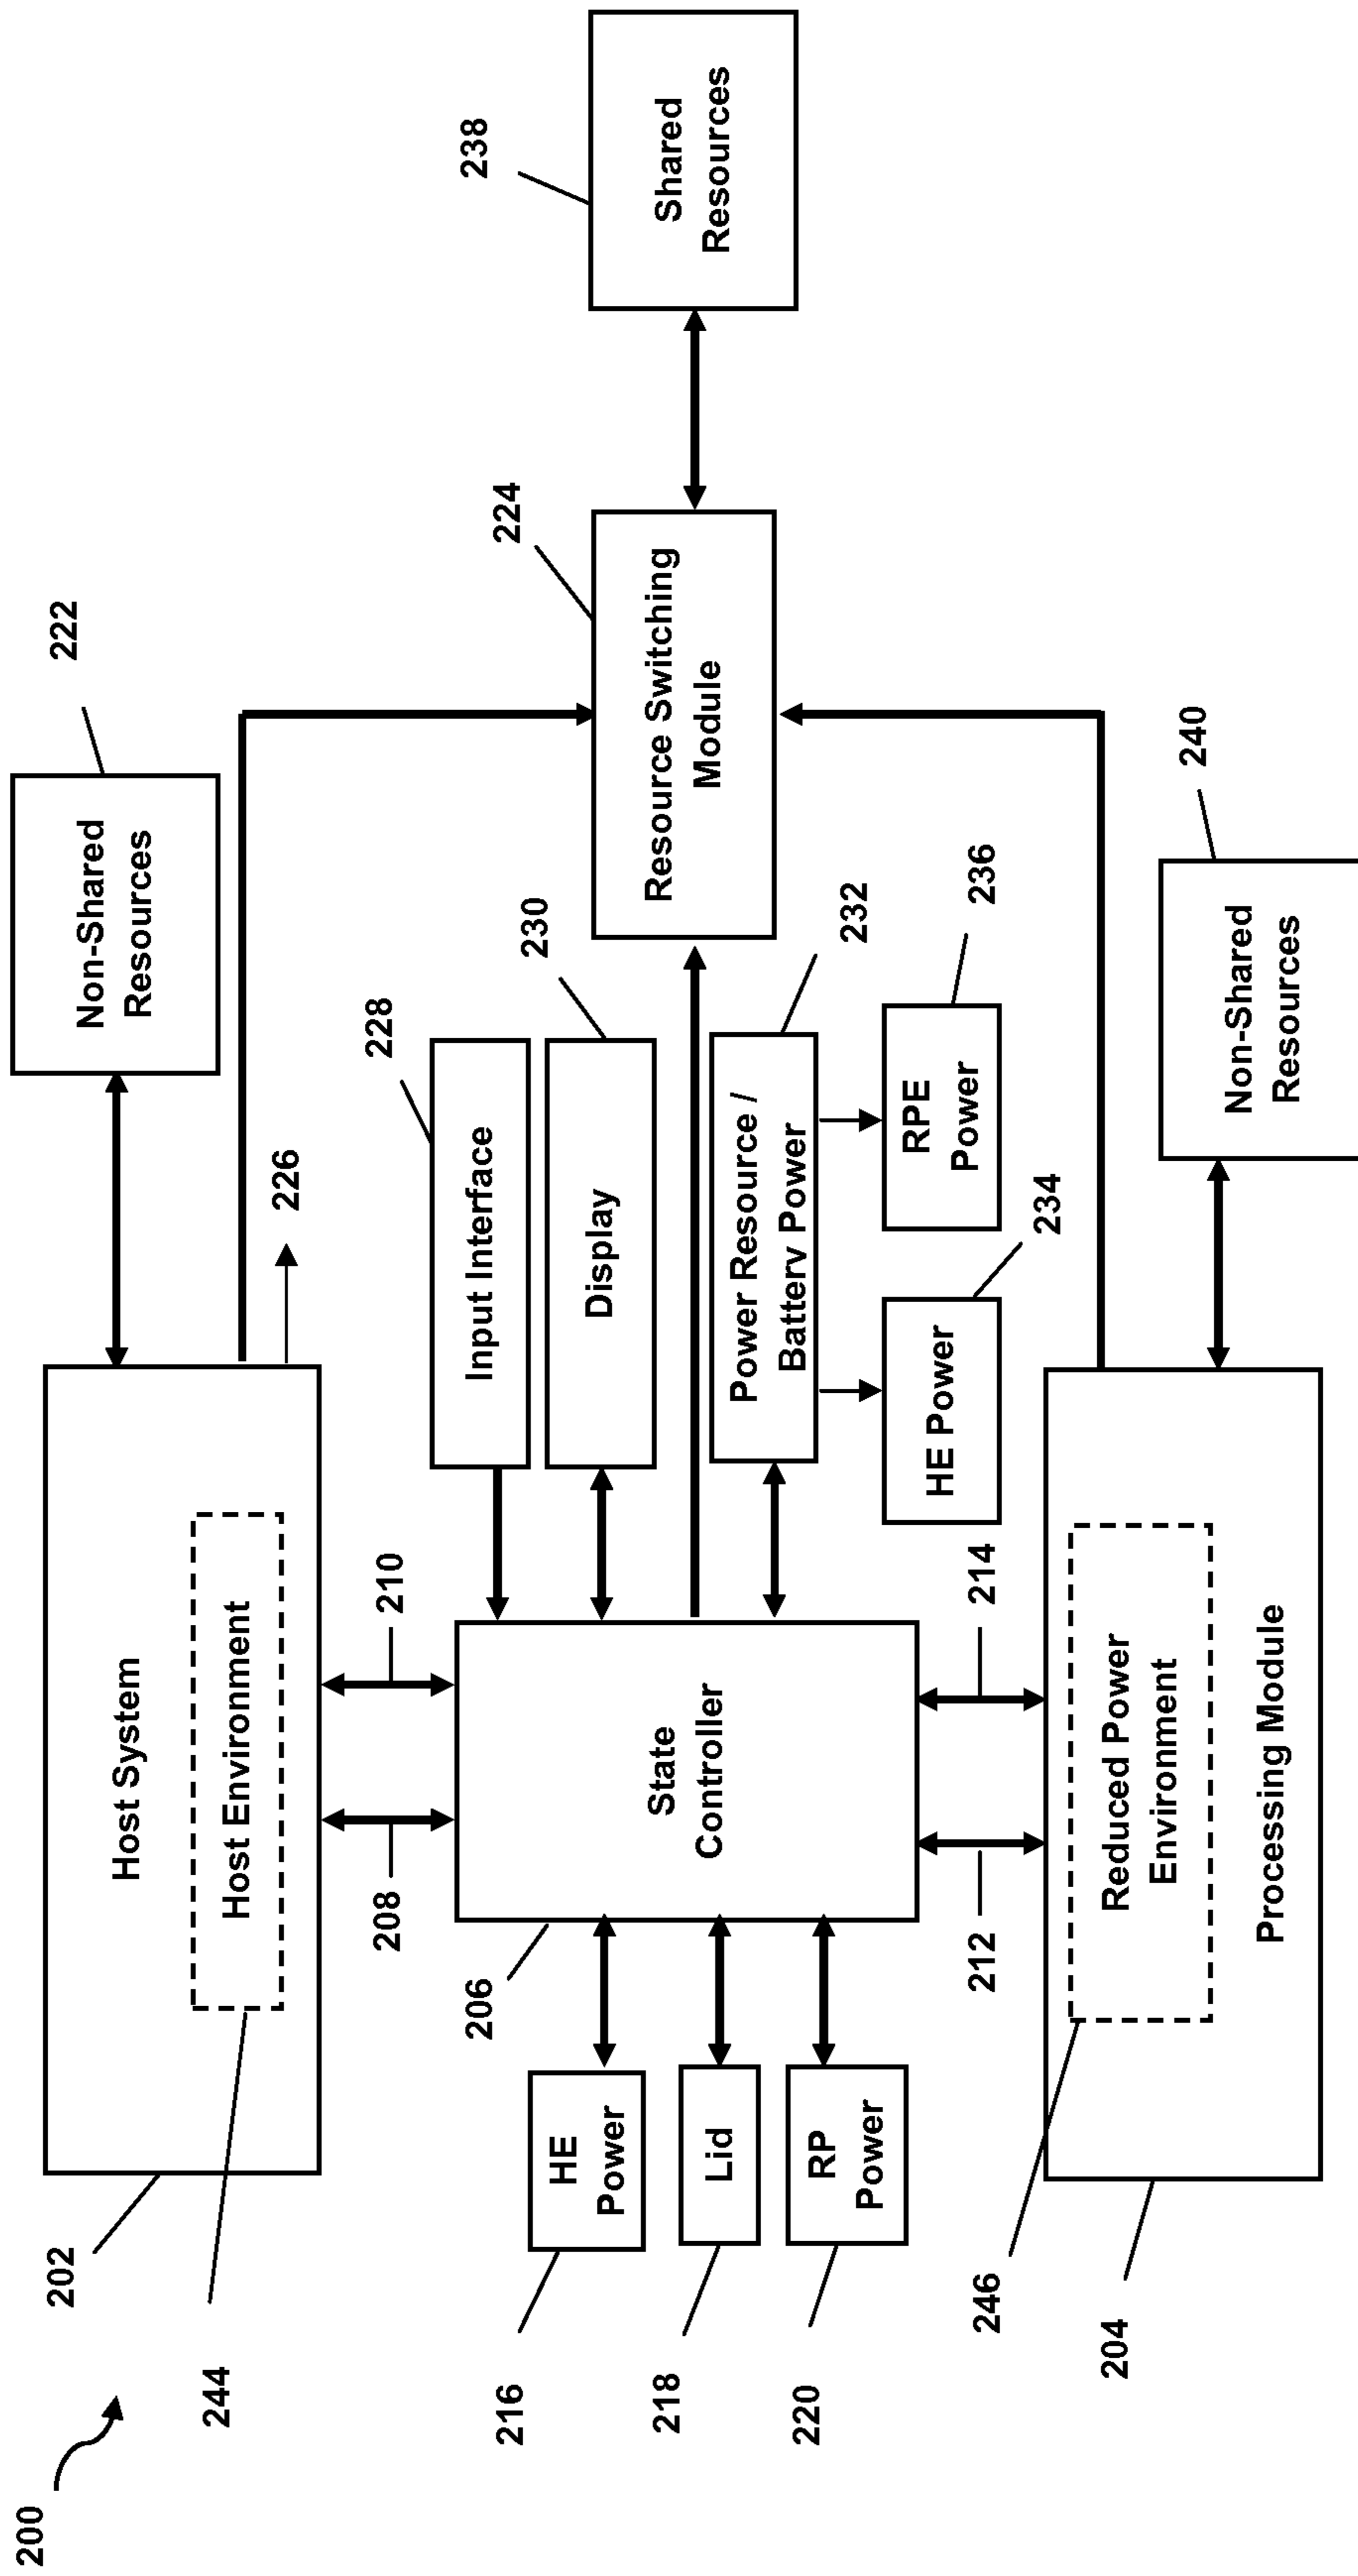 200
202
244
Host System
Host Environment
226
222
Non-Shared
Resources
208
210
206
State
Controller
216
HE
Power
218
Lid
220
RP
Power
228
Input Interface
230
Display
232
Power Resource /
Battery Power
234
HE Power
236
RPE
Power
224
Resource Switching
Module
238
Shared
Resources
212
214
246
204
Reduced Power
Environment
Processing Module
240
Non-Shared
Resources